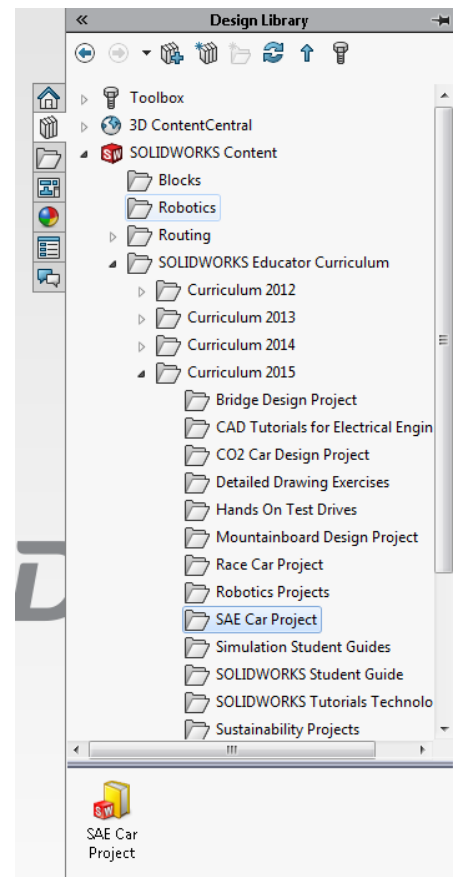 Design Library
Toolbox
3D ContentCentral
SOLIDWORKS Content
Blocks
Robotics
Routing
SOLIDWORKS Educator Curriculum
Curriculum 2012
Curriculum 2013
Curriculum 2014
Curriculum 2015
Bridge Design Project
CAD Tutorials for Electrical Engin
CO2 Car Design Project
Detailed Drawing Exercises
Hands On Test Drives
Mountainboard Design Project
Race Car Project
Robotics Projects
SAE Car Project
Simulation Student Guides
SOLIDWORKS Student Guide
SOLIDWORKS Tutorials Technolo
Sustainability Projects
SAE Car
Project